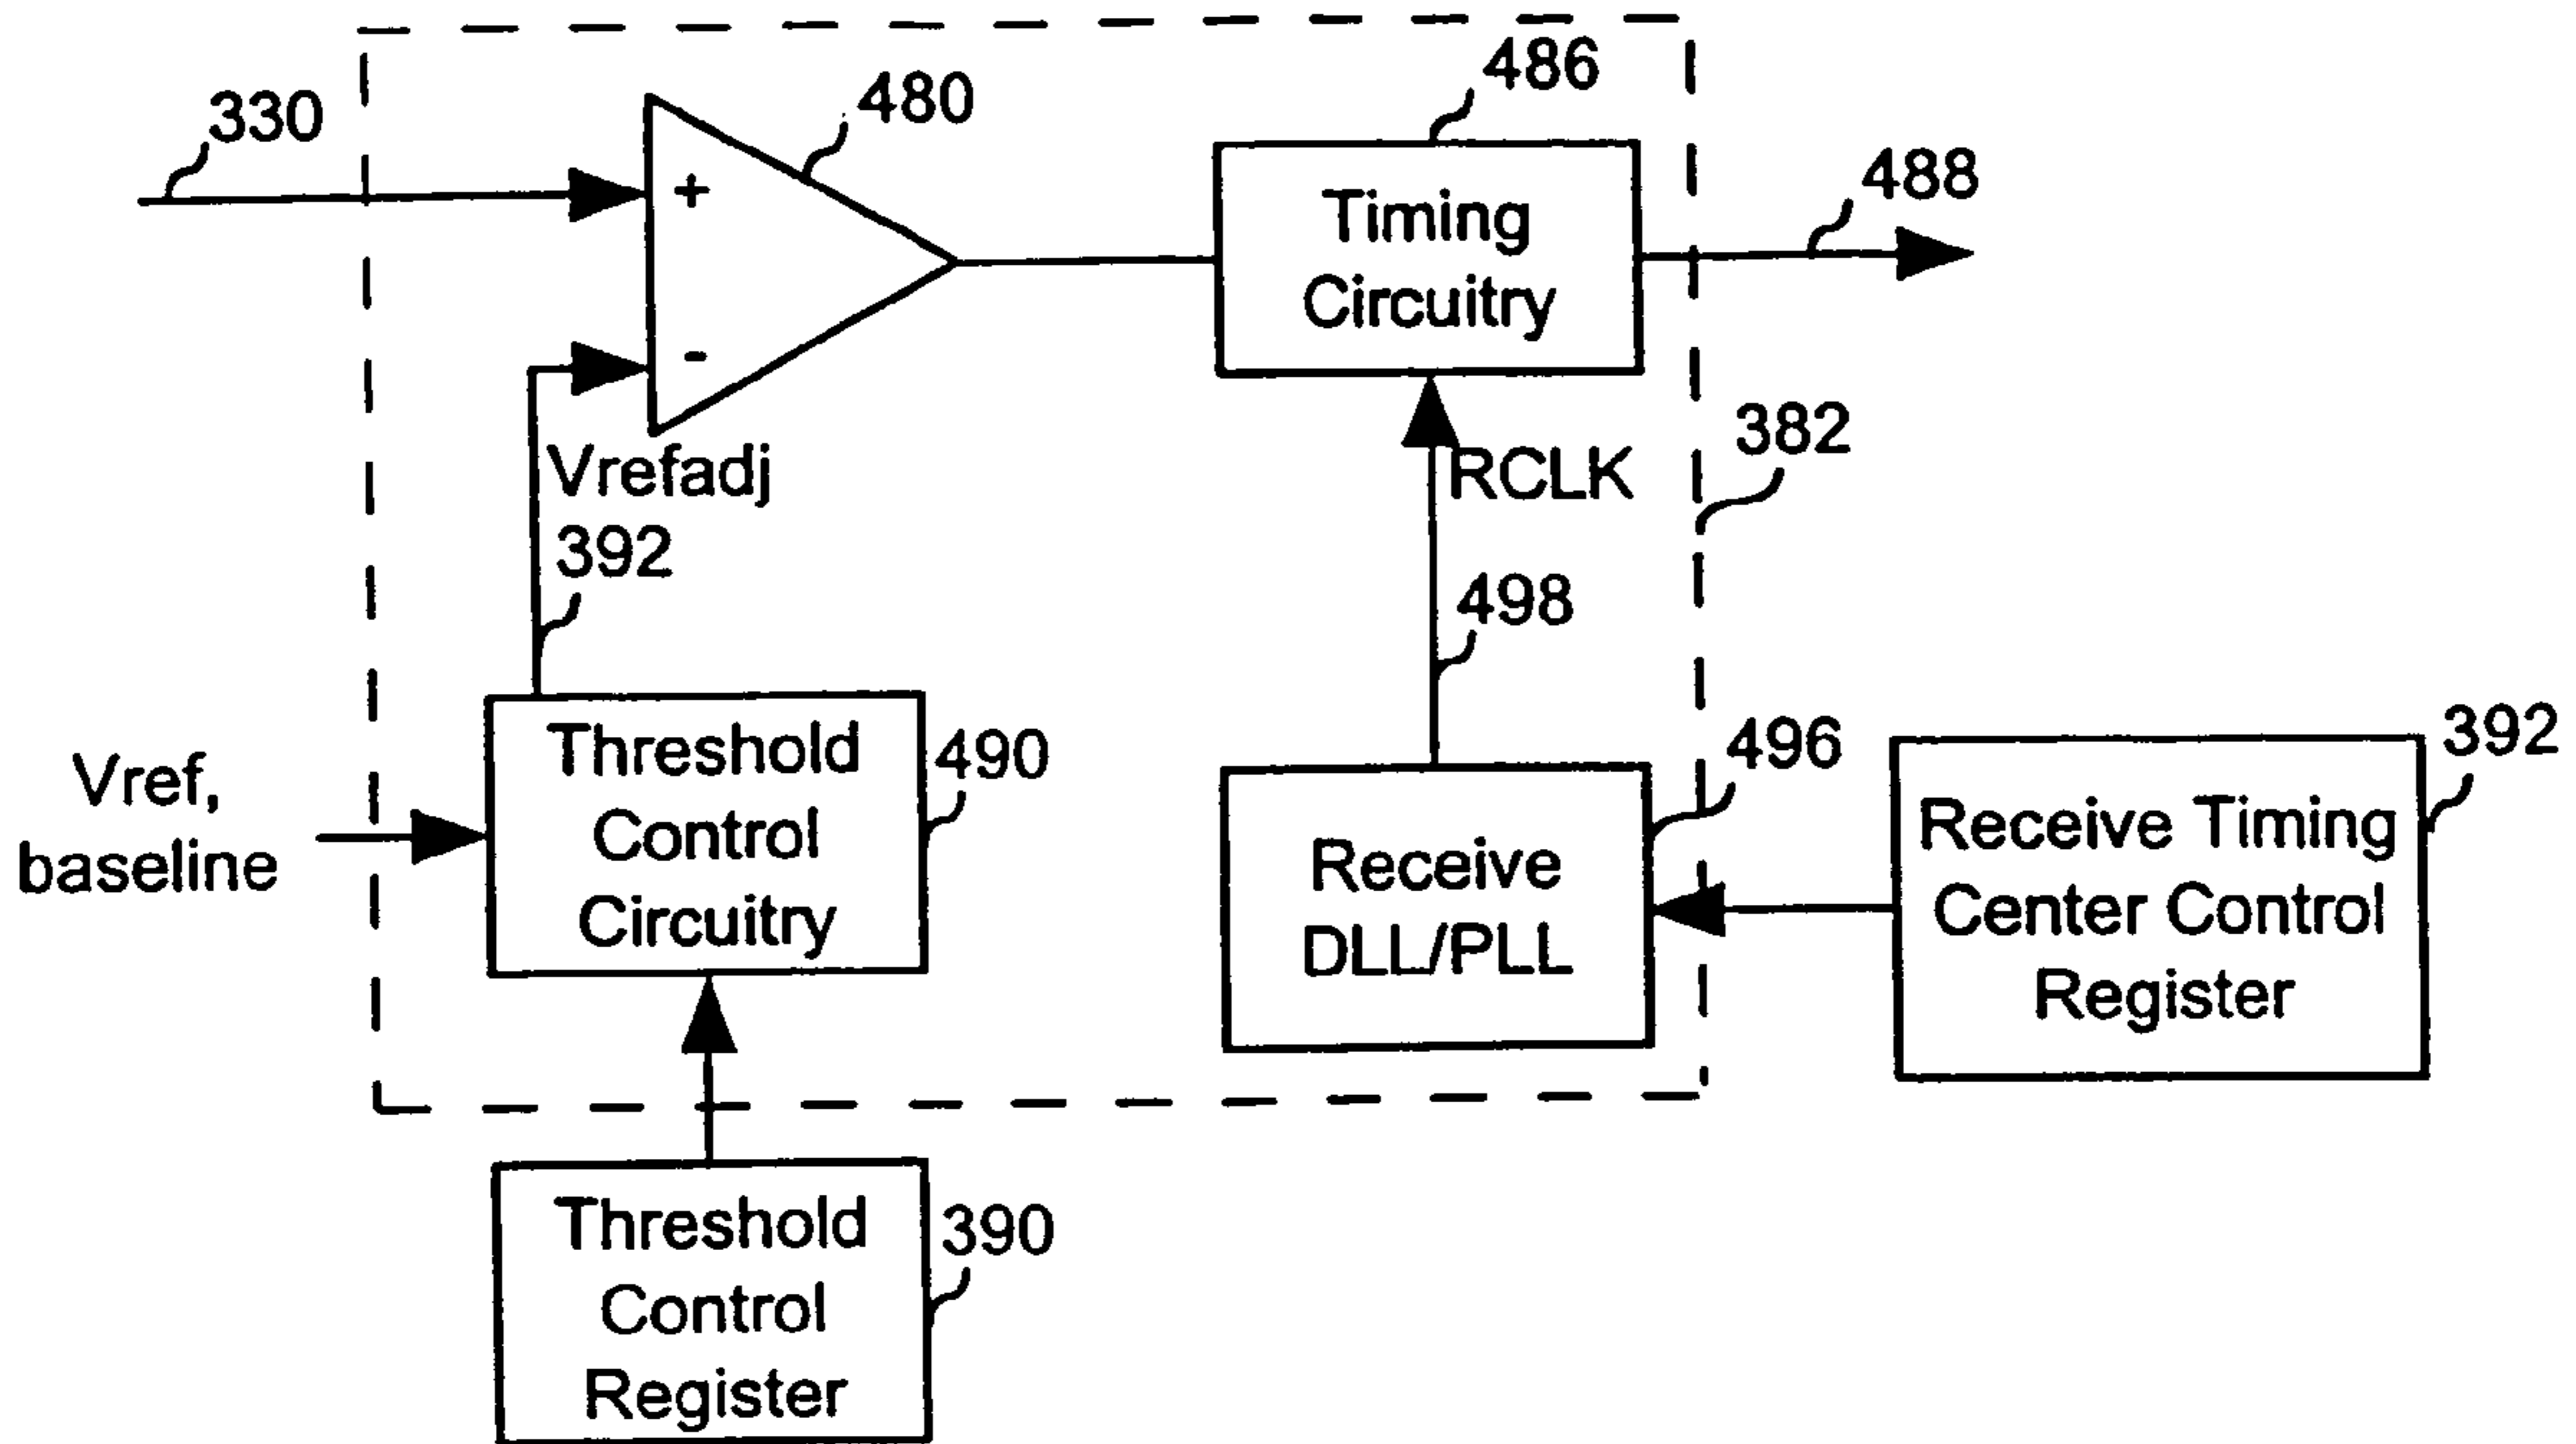 486
480
330
+
Timing
Circuitry
488
-
Vrefadj
392
RCLK
382
498
Threshold
Control
Circuitry
490
Vref,
baseline
496
Receive
DLL/PLL
392
Receive Timing
Center Control
Register
Threshold
Control
Register
390